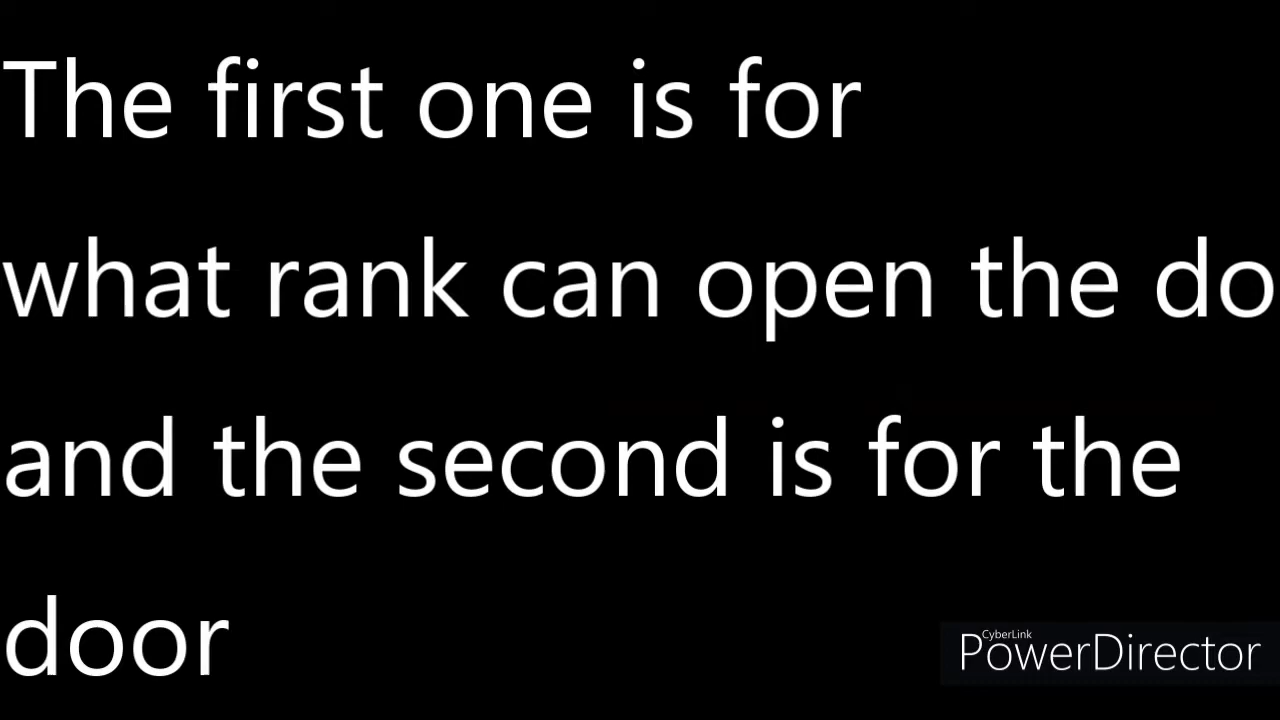 The first one is for
what rank can open the do
and the second is for the
door
CyberLink
PowerDirector